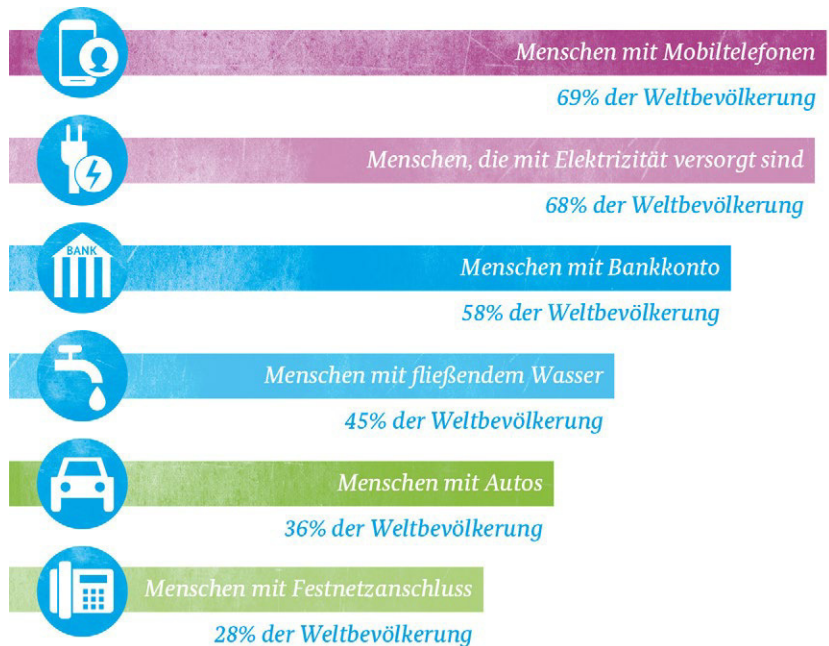 Menschen mit Mobiltelefonen
69% der Weltbevölkerung
Menschen, die mit Elektrizität versorgt sind
68% der Weltbevölkerung
BANK
Menschen mit Bankkonto
58% der Weltbevölkerung
Menschen mit fließendem Wasser
45% der Weltbevölkerung
Menschen mit Autos
36% der Weltbevölkerung
Menschen mit Festnetzanschluss
28% der Weltbevölkerung